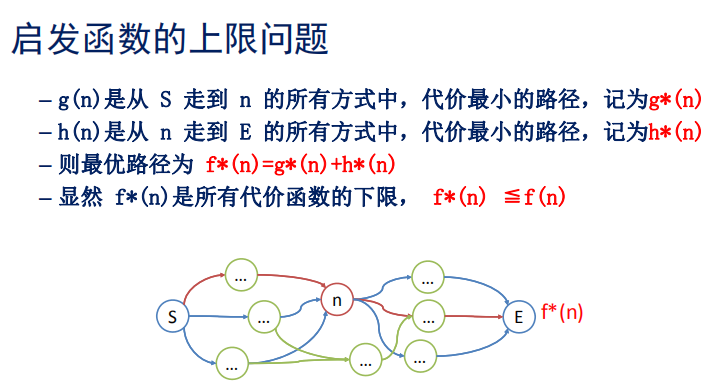 启发函数的上限问题
– g(n)是从 S 走到 n 的所有方式中，代价最小的路径，记为g*(n)
– h(n)是从 n 走到 E 的所有方式中，代价最小的路径，记为h*(n)
– 则最优路径为 f*(n)=g*(n)+h*(n)
– 显然 f*(n)是所有代价函数的下限， f*(n) ≦f(n)
...
...
n
S
...
...
E
f*(n)
...
...
...